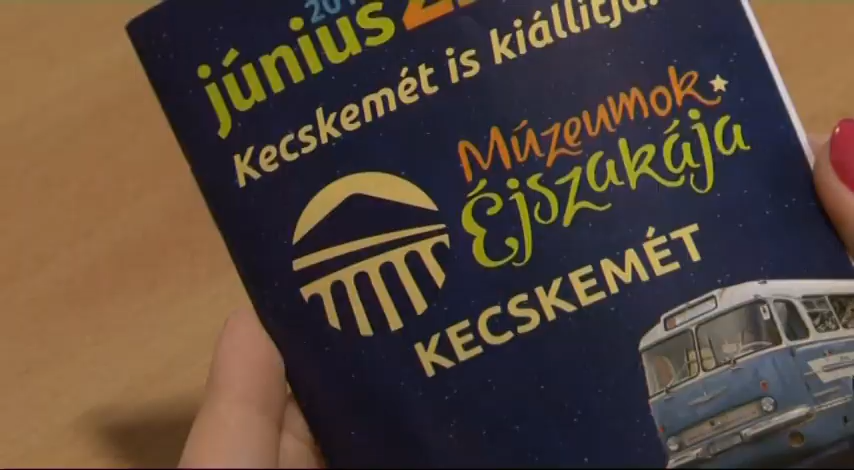 június
Kecskemét is kiállítja!
Múzeumok
Éjszakája
KECSKEMÉT